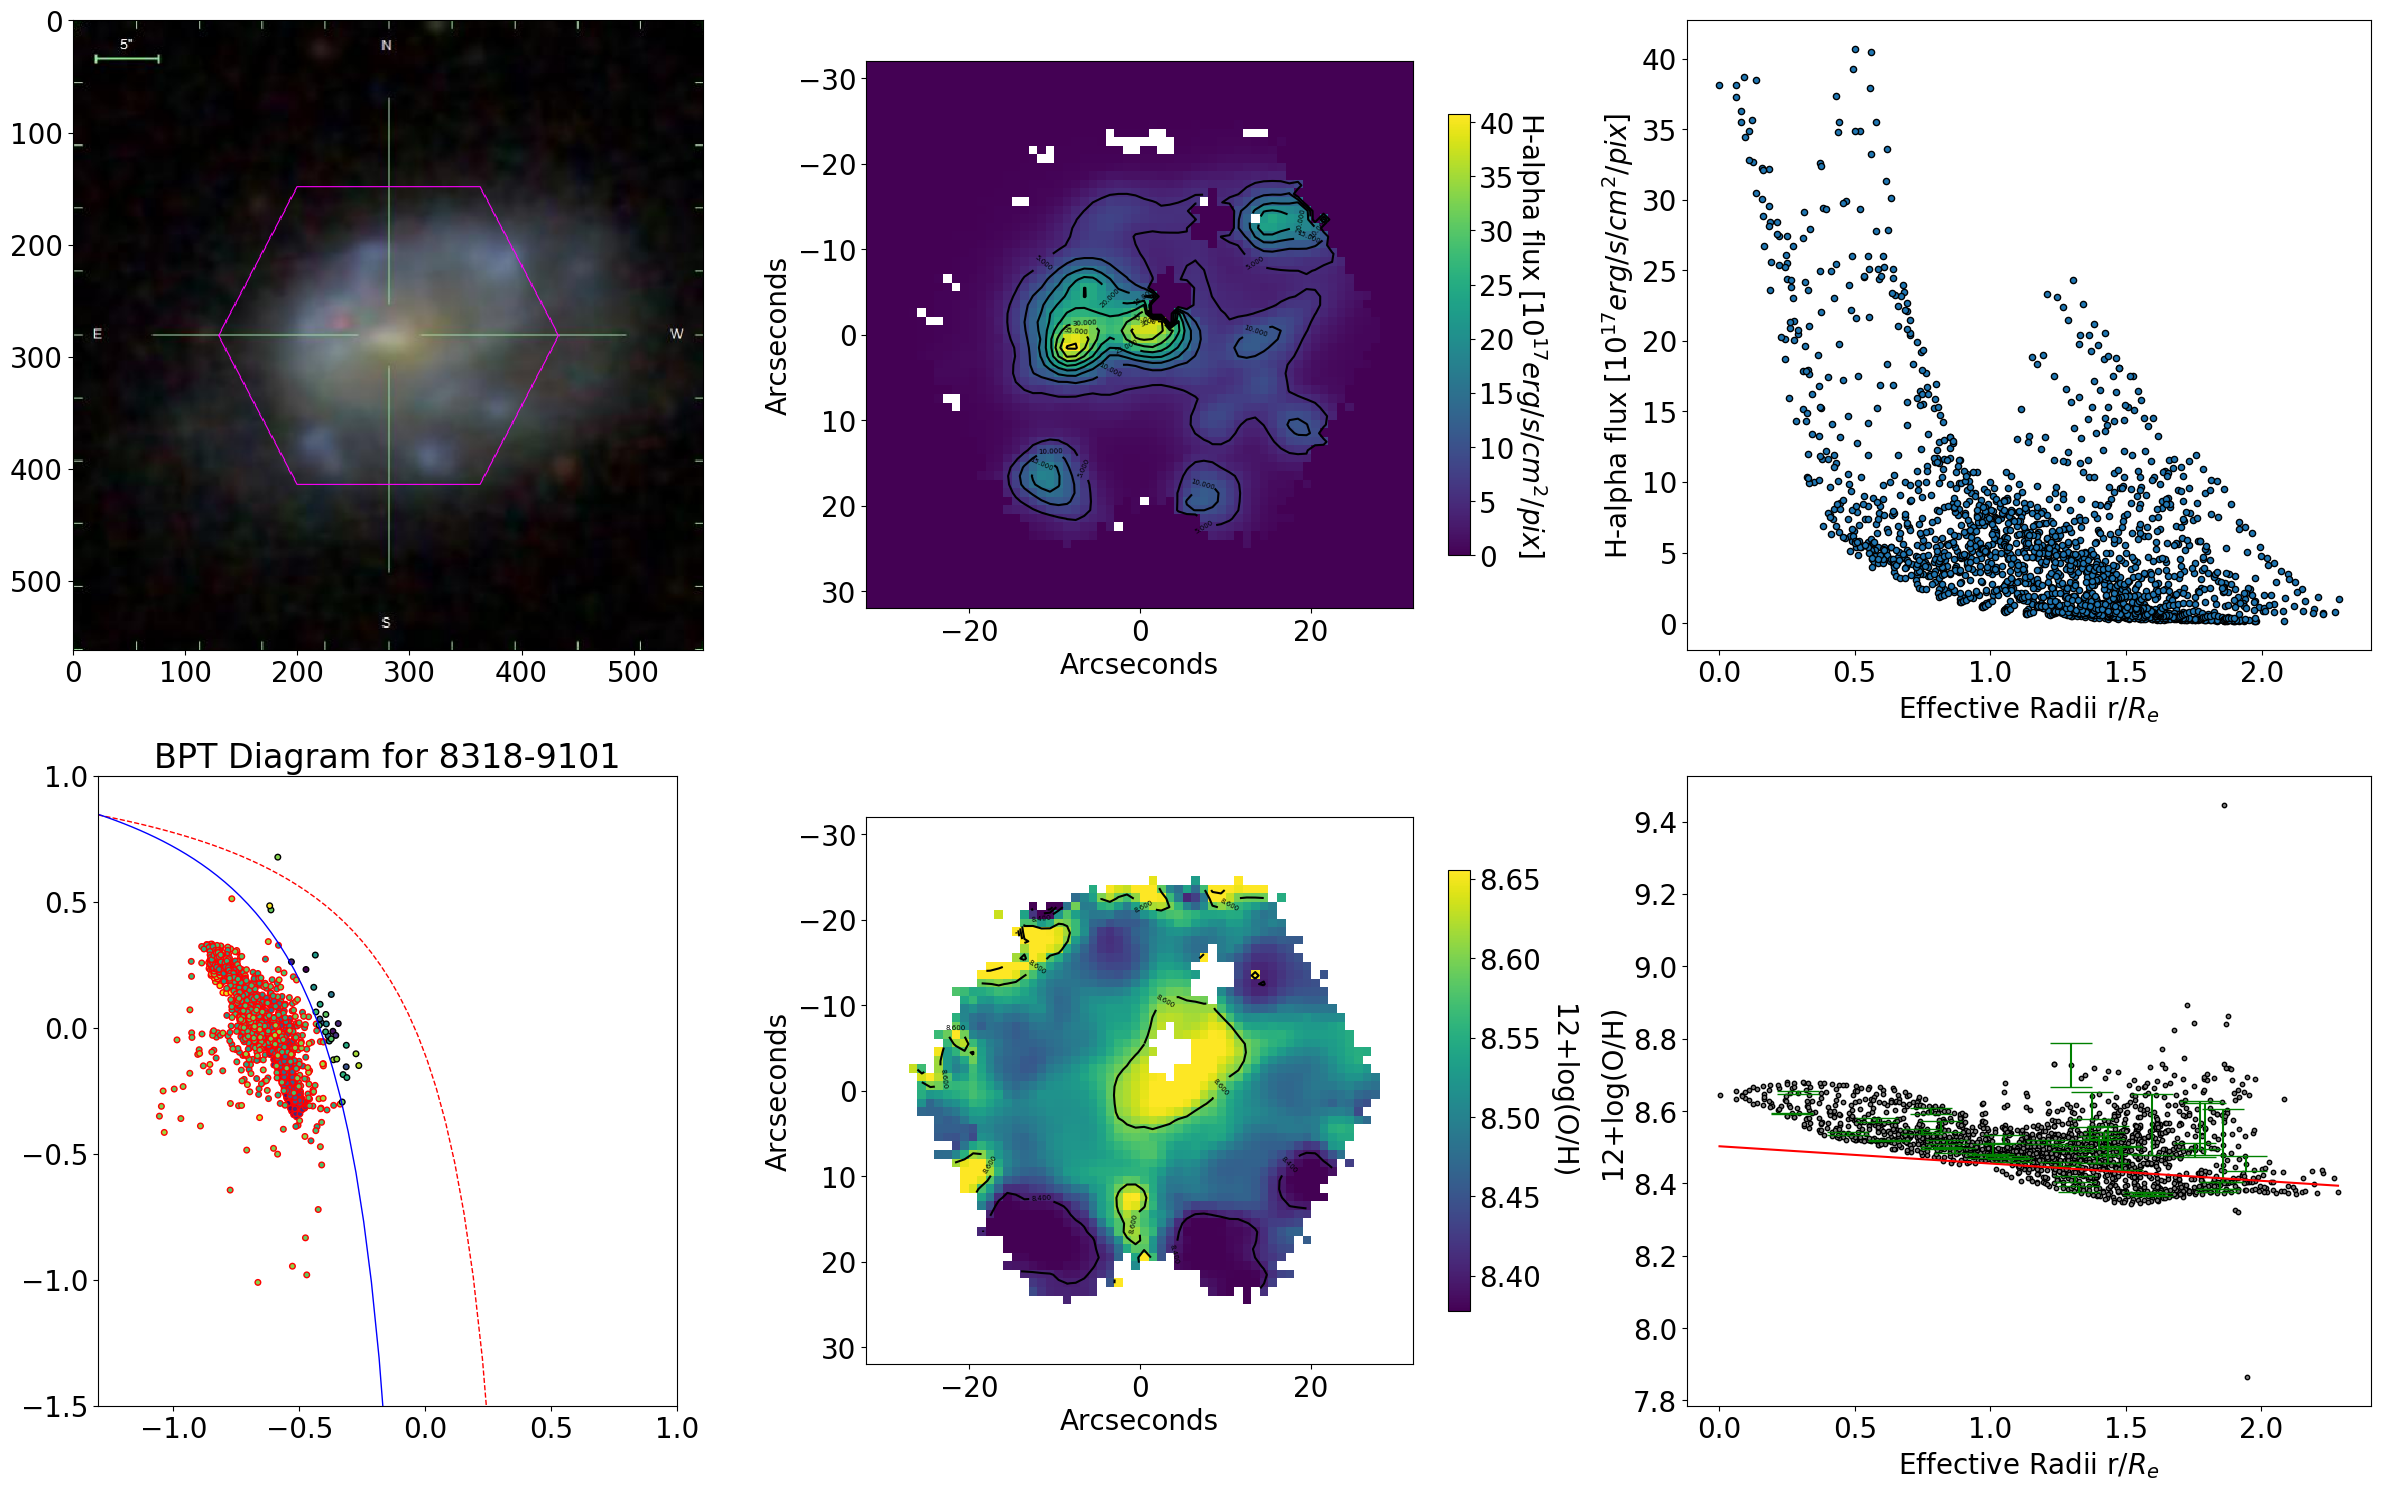 0
100
200
300
400
500
0 100 200 300 400 500
5"
N
E
W
S
−30
−20
−10
0
10
20
30
−20 0 20
Arcseconds
Arcseconds
40
35
30
25
20
15
10
5
0
H-alpha flux [10^17 erg/s/cm^2/pix]
40
35
30
25
20
15
10
5
0
H-alpha flux [10^17 erg/s/cm^2/pix]
0.0 0.5 1.0 1.5 2.0
Effective Radii r/R_e
BPT Diagram for 8318-9101
1.0
0.5
0.0
−0.5
−1.0
−1.5
−1.0 −0.5 0.0 0.5 1.0
−30
−20
−10
0
10
20
30
−20 0 20
Arcseconds
Arcseconds
8.65
8.60
8.55
8.50
8.45
8.40
12+log(O/H)
9.4
9.2
9.0
8.8
8.6
8.4
8.2
8.0
7.8
12+log(O/H)
0.0 0.5 1.0 1.5 2.0
Effective Radii r/R_e